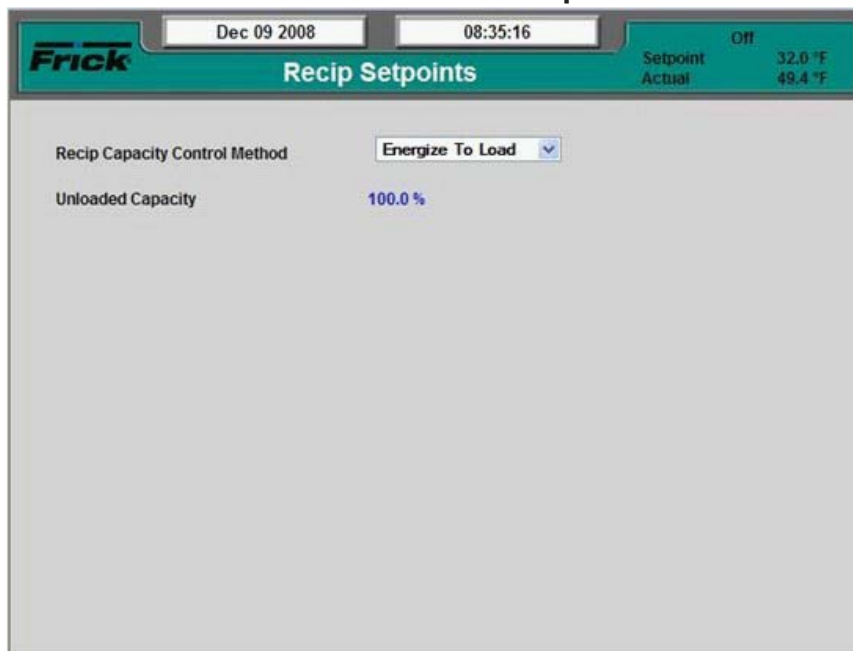 Dec 09 2008
08:35:16
Off
Frick
Recip Setpoints
Setpoint 32.0 °F
Actual 49.4 °F
Recip Capacity Control Method Energize To Load
Unloaded Capacity 100.0 %